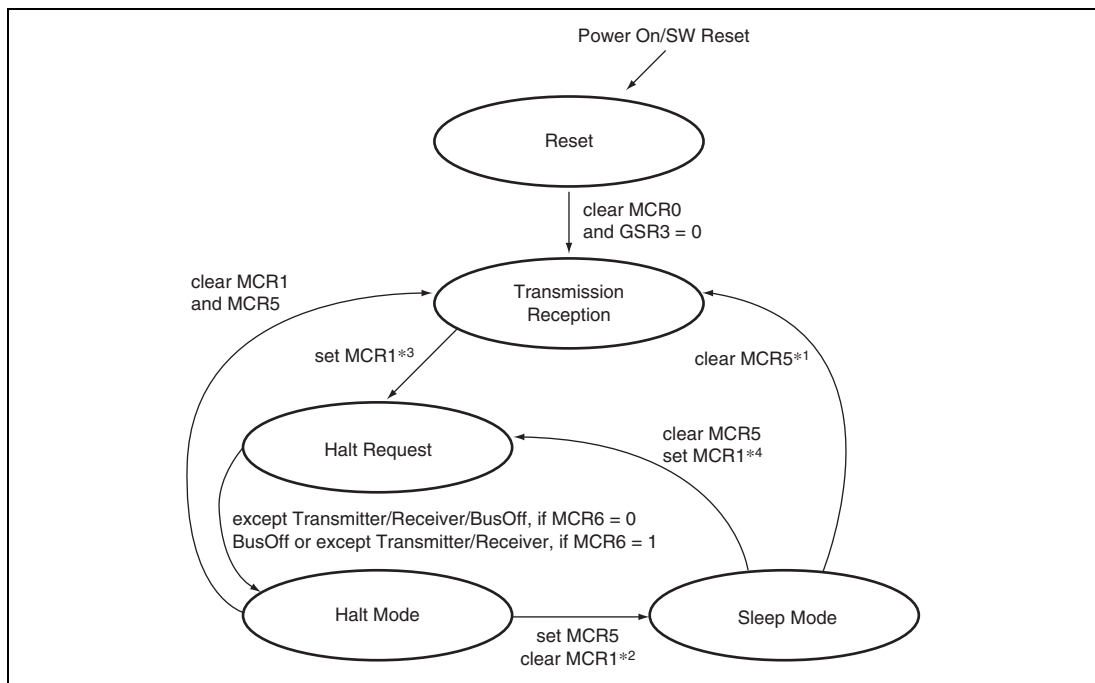 Power On/SW Reset
Reset
clear MCR0
and GSR3 = 0
clear MCR1
and MCR5
Transmission
Reception
set MCR1*3
clear MCR5*1
Halt Request
clear MCR5
set MCR1*4
except Transmitter/Receiver/BusOff, if MCR6 = 0
BusOff or except Transmitter/Receiver, if MCR6 = 1
Halt Mode
Sleep Mode
set MCR5
clear MCR1*2